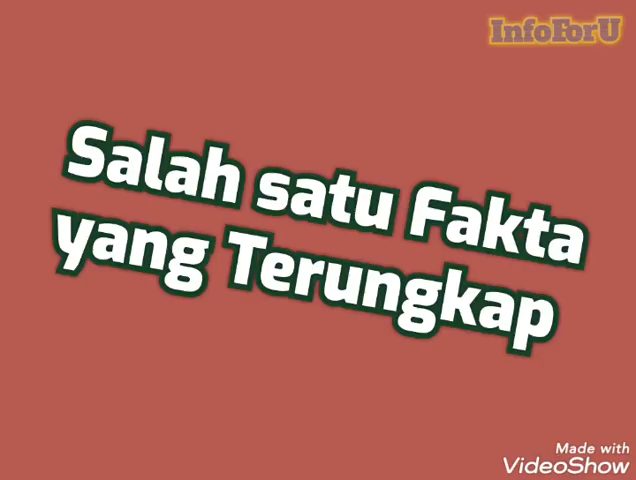 InfoForU
Salah satu Fakta
yang Terungkap
Made with
VideoShow